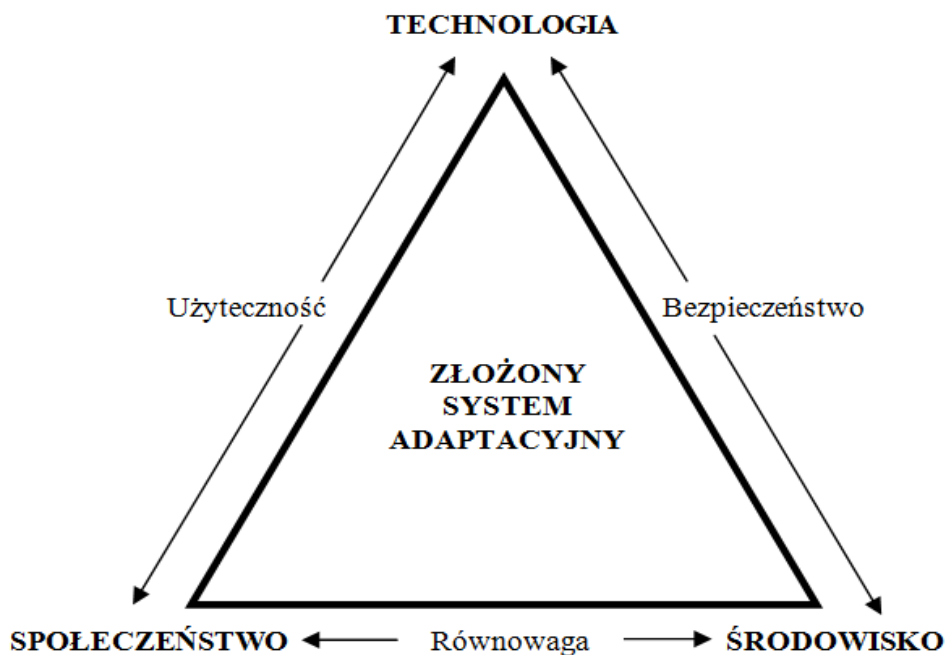 TECHNOLOGIA
Użyteczność
Bezpieczeństwo
ZŁOŻONY
SYSTEM
ADAPTACYJNY
SPOŁECZEŃSTWO
Równowaga
ŚRODOWISKO